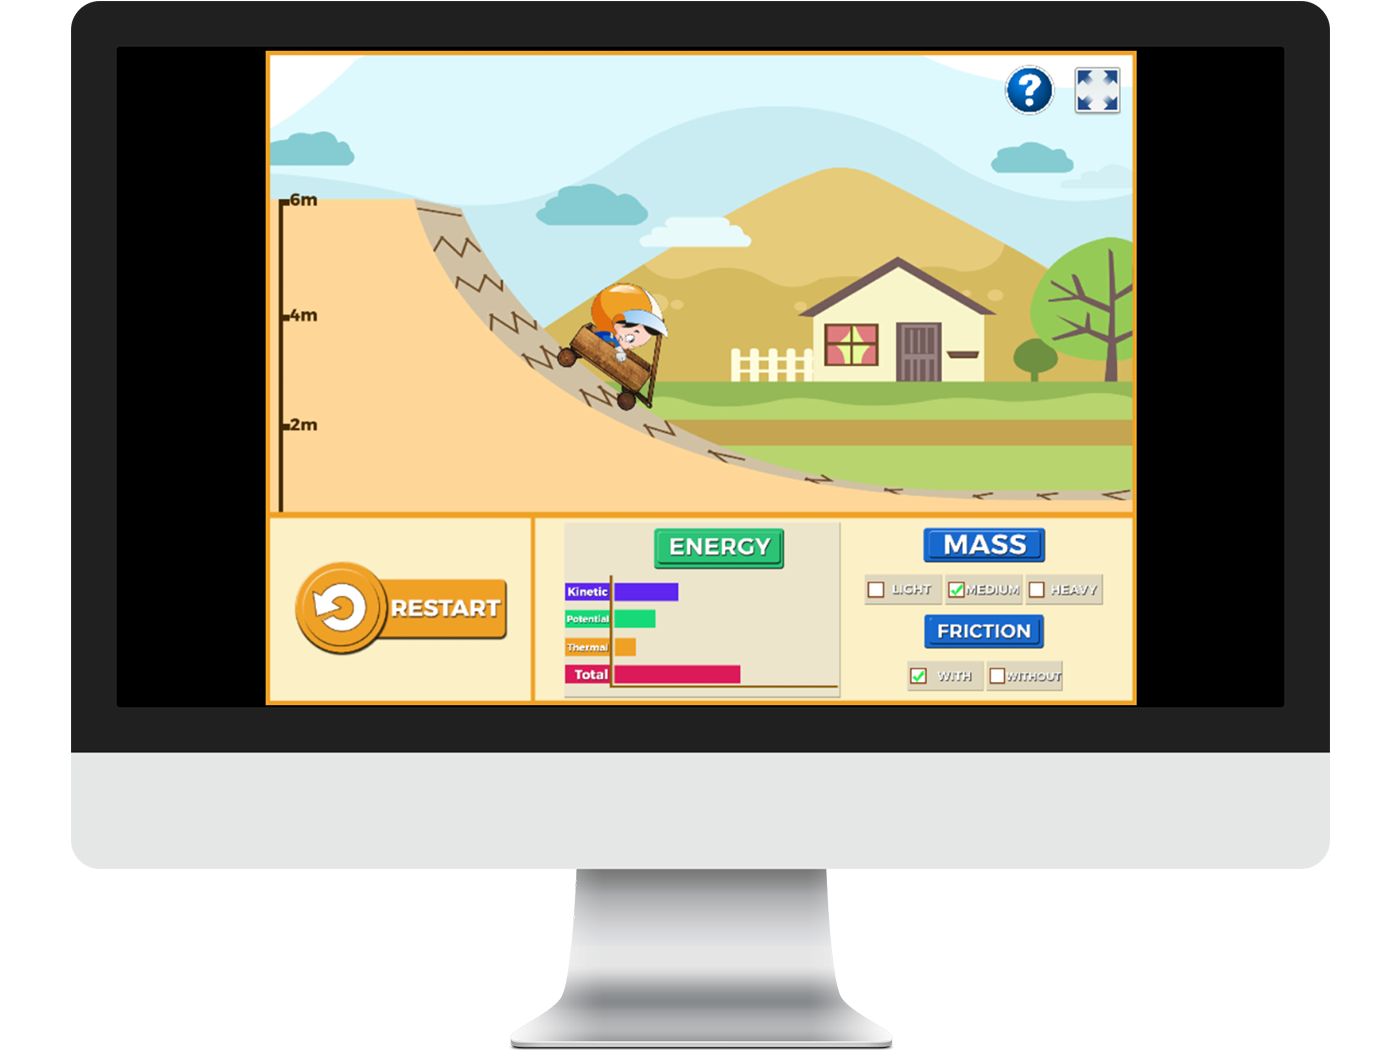 ?
6m
4m
2m
RESTART
ENERGY
Kinetic
Potential
Thermal
Total
MASS
LIGHT MEDIUM HEAVY
FRICTION
WITH WITHOUT